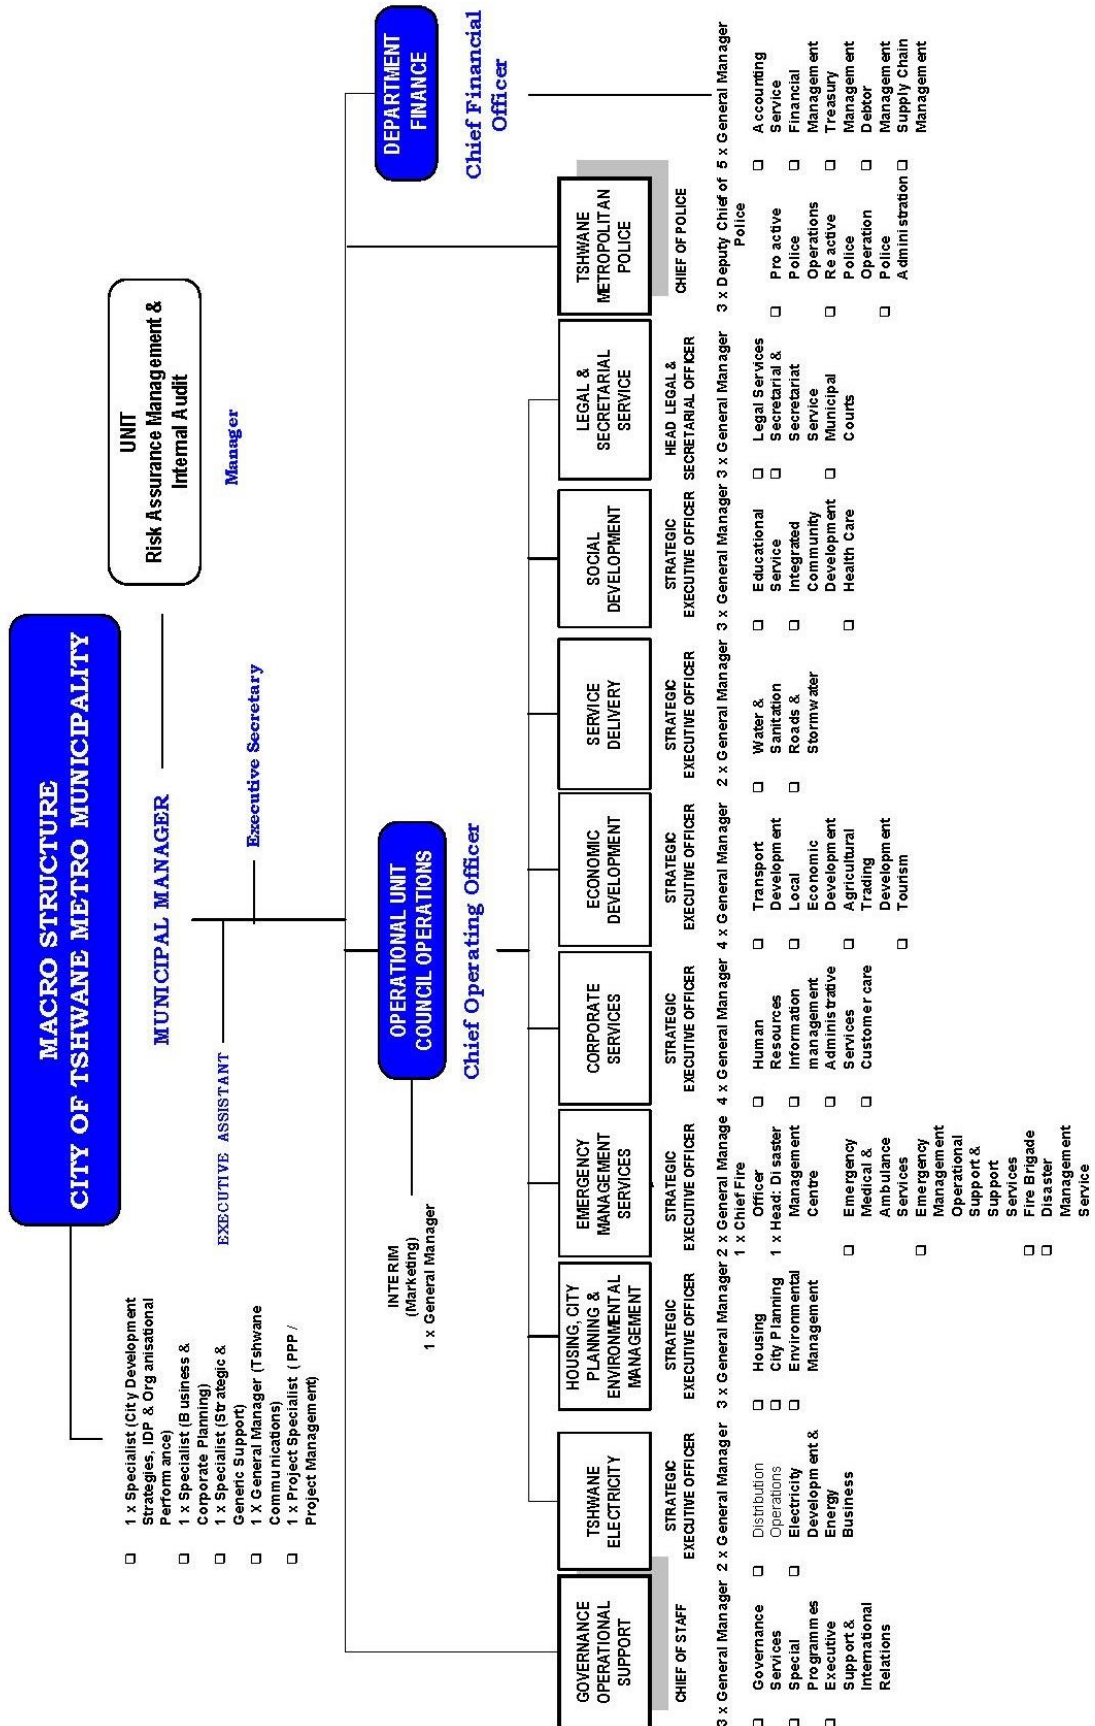 MACRO STRUCTURE
CITY OF TSHWANE METRO MUNICIPALITY
UNIT
Risk Assurance Management &
Internal Audit
Manager
MUNICIPAL MANAGER
Executive Secretary
EXECUTIVE ASSISTANT
1 x Specialist (City Development
Strategies, IDP & Organisational
Performance)
1 x Specialist (Business &
Corporate Planning)
1 x Specialist (Strategic &
Generic Support)
1 X General Manager (Tshwane
Communications)
1 x Project Specialist ( PPP /
Project Management)
OPERATIONAL UNIT
COUNCIL OPERATIONS
Chief Operating Officer
INTERIM
(Marketing)
1 x General Manager
DEPARTMENT
FINANCE
Chief Financial
Officer
GOVERNANCE
OPERATIONAL
SUPPORT
CHIEF OF STAFF
3 x General Manager
Governance
Services
Special
Programmes
Executive
Support &
International
Relations
TSHWANE
ELECTRICITY
STRATEGIC
EXECUTIVE OFFICER
2 x General Manager
Distribution
Operations
Electricity
Development &
Energy
Business
HOUSING, CITY
PLANNING &
ENVIRONMENTAL
MANAGEMENT
STRATEGIC
EXECUTIVE OFFICER
3 x General Manager
Housing
City Planning
Environmental
Management
EMERGENCY
MANAGEMENT
SERVICES
STRATEGIC
EXECUTIVE OFFICER
2 x General Manage
1 x Chief Fire
Officer
1 x Head: Disaster
Management
Centre
Emergency
Medical &
Ambulance
Services
Emergency
Management
Operational
Support &
Support
Services
Fire Brigade
Disaster
Management
Service
CORPORATE
SERVICES
STRATEGIC
EXECUTIVE OFFICER
4 x General Manager
Human
Resources
Information
management
Administrative
Services
Customer care
ECONOMIC
DEVELOPMENT
STRATEGIC
EXECUTIVE OFFICER
4 x General Manager
Transport
Development
Local
Economic
Development
Agricultural
Trading
Development
Tourism
SERVICE
DELIVERY
STRATEGIC
EXECUTIVE OFFICER
2 x General Manager
Water &
Sanitation
Roads &
Stormwater
SOCIAL
DEVELOPMENT
STRATEGIC
EXECUTIVE OFFICER
3 x General Manager
Educational
Service
Integrated
Community
Development
Health Care
LEGAL &
SECRETARIAL
SERVICE
HEAD LEGAL &
SECRETARIAL OFFICER
3 x General Manager
Legal Services
Secretarial &
Secretariat
Service
Municipal
Courts
TSHWANE
METROPOLITAN
POLICE
CHIEF OF POLICE
3 x Deputy Chief of
Police
Pro active
Police
Operations
Re active
Police
Operation
Police
Administration
5 x General Manager
Accounting
Service
Financial
Management
Treasury
Management
Debtor
Management
Supply Chain
Management